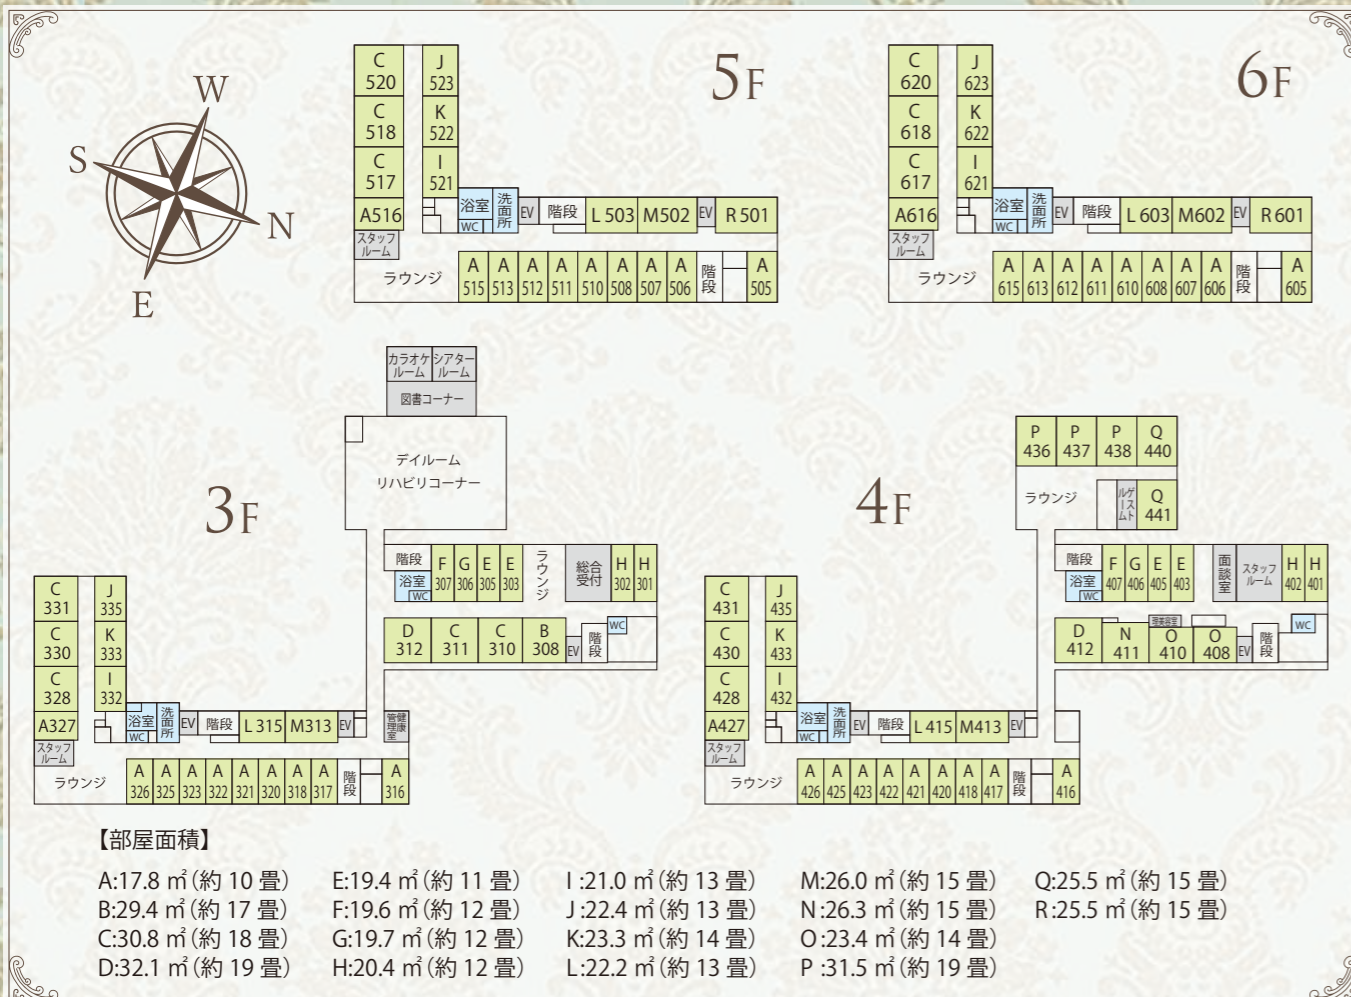 W
S
N
E
5F
C
520
J
523
C
518
K
522
C
517
I
521
A516
浴室
WC
洗面所
EV
階段
L 503
M502
EV
R 501
スタッフ
ルーム
ラウンジ
A
515
A
513
A
512
A
511
A
510
A
508
A
507
A
506
階段
A
505
6F
C
620
J
623
C
618
K
622
C
617
I
621
A616
浴室
WC
洗面所
EV
階段
L 603
M602
EV
R 601
スタッフ
ルーム
ラウンジ
A
615
A
613
A
612
A
611
A
610
A
608
A
607
A
606
階段
A
605
3F
カラオケ
ルーム
シアター
ルーム
図書コーナー
デイルーム
リハビリコーナー
階段
浴室
WC
F
307
G
306
E
305
E
303
ラウンジ
総合
受付
H
302
H
301
D
312
C
311
C
310
B
308
EV
階段
WC
C
331
J
335
C
330
K
333
C
328
I
332
A327
浴室
WC
洗面所
EV
階段
L 315
M313
EV
健康
管理室
スタッフ
ルーム
ラウンジ
A
326
A
325
A
323
A
322
A
321
A
320
A
318
A
317
階段
A
316
4F
P
436
P
437
P
438
Q
440
ラウンジ
ゲスト
ルーム
Q
441
階段
浴室
WC
F
407
G
406
E
405
E
403
面談室
スタッフ
ルーム
H
402
H
401
D
412
N
411
理美容室
O
410
O
408
EV
階段
WC
C
431
J
435
C
430
K
433
C
428
I
432
A427
浴室
WC
洗面所
EV
階段
L 415
M413
EV
スタッフ
ルーム
ラウンジ
A
426
A
425
A
423
A
422
A
421
A
420
A
418
A
417
階段
A
416
【部屋面積】
A:17.8 ㎡(約 10 畳)
B:29.4 ㎡(約 17 畳)
C:30.8 ㎡(約 18 畳)
D:32.1 ㎡(約 19 畳)
E:19.4 ㎡(約 11 畳)
F:19.6 ㎡(約 12 畳)
G:19.7 ㎡(約 12 畳)
H:20.4 ㎡(約 12 畳)
I:21.0 ㎡(約 13 畳)
J:22.4 ㎡(約 13 畳)
K:23.3 ㎡(約 14 畳)
L:22.2 ㎡(約 13 畳)
M:26.0 ㎡(約 15 畳)
N:26.3 ㎡(約 15 畳)
O:23.4 ㎡(約 14 畳)
P:31.5 ㎡(約 19 畳)
Q:25.5 ㎡(約 15 畳)
R:25.5 ㎡(約 15 畳)